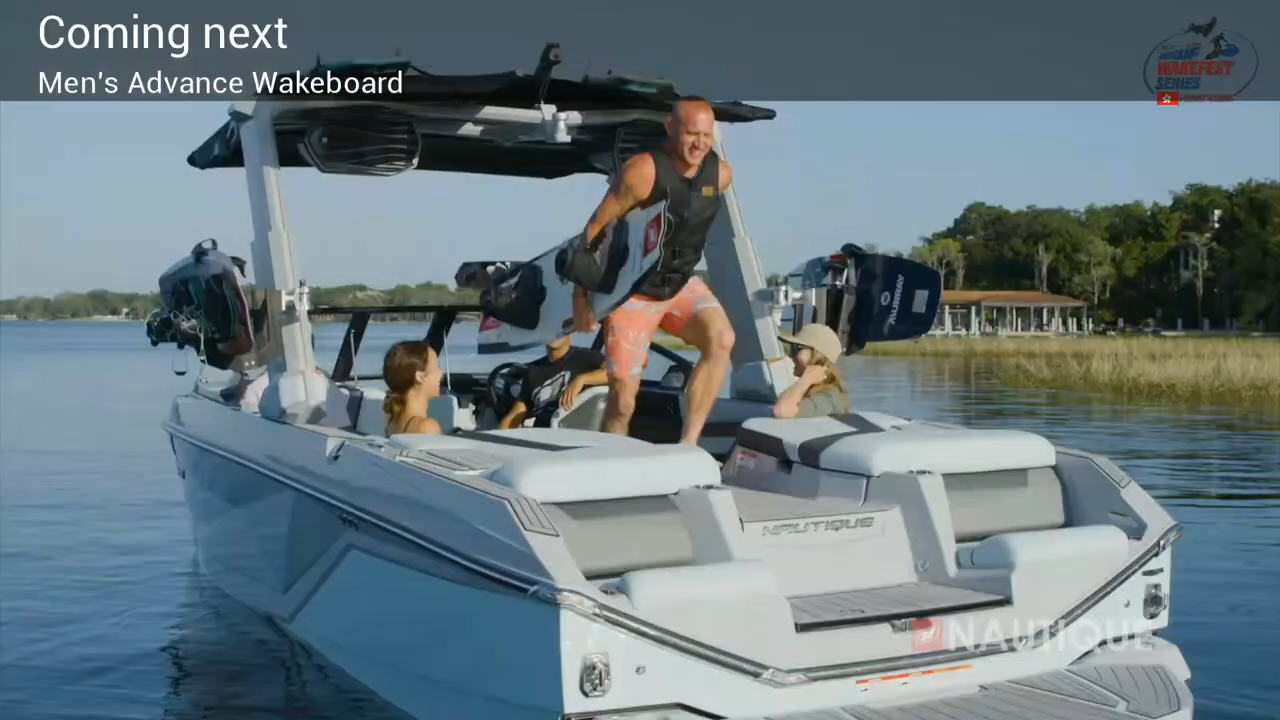 Coming next
Men's Advance Wakeboard
WAKEFEST
SERIES
NAUTIQUE
NAUTIQUE